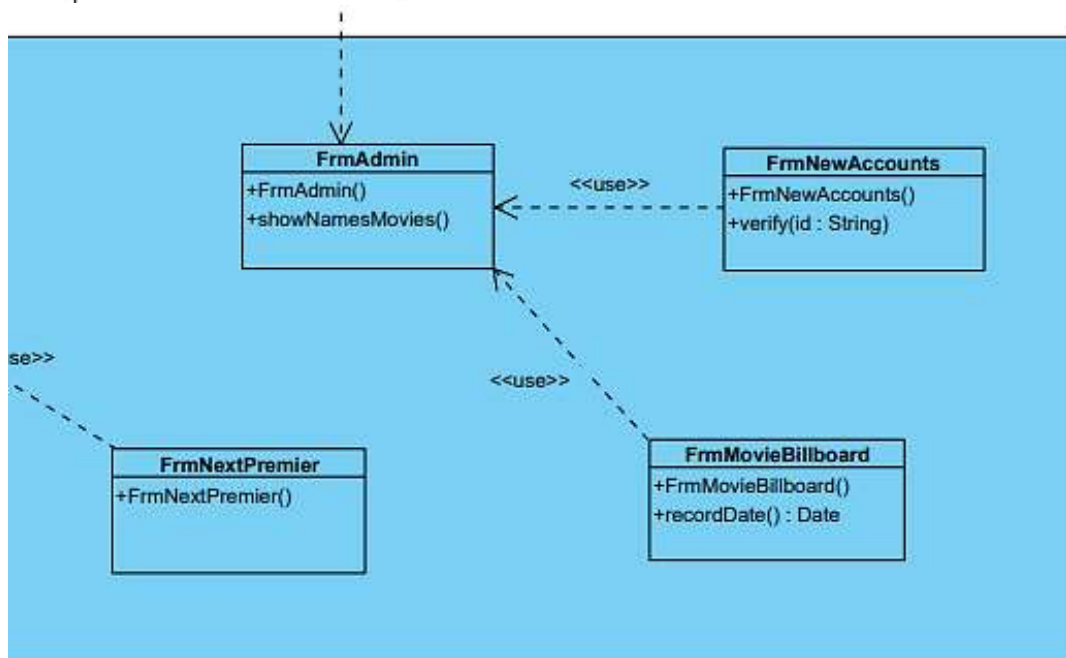 FrmAdmin
+FrmAdmin()
+showNamesMovies()
<<use>>
FrmNewAccounts
+FrmNewAccounts()
+verify(id : String)
se>>
<<use>>
FrmNextPremier
+FrmNextPremier()
FrmMovieBillboard
+FrmMovieBillboard()
+recordDate() : Date